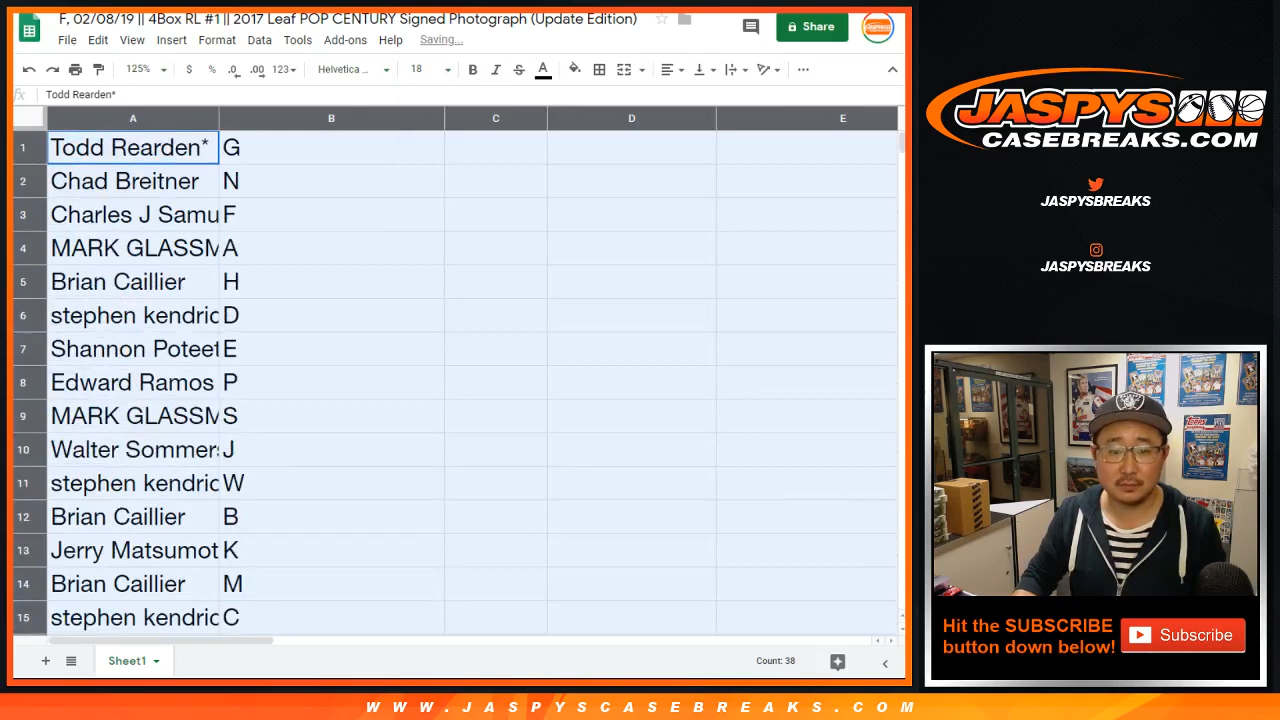 F, 02/08/19 || 4Box RL #1 || 2017 Leaf POP CENTURY Signed Photograph (Update Edition)
File Edit View Insert Format Data Tools Add-ons Help Saving...
Share
125% $ % .0 .00 123 Helvetica ... 18 B I S A
fx Todd Rearden*
A B C D E
1 Todd Rearden* G
2 Chad Breitner N
3 Charles J Samu F
4 MARK GLASSM A
5 Brian Caillier H
6 stephen kendric D
7 Shannon Poteet E
8 Edward Ramos P
9 MARK GLASSM S
10 Walter Sommers J
11 stephen kendric W
12 Brian Caillier B
13 Jerry Matsumot K
14 Brian Caillier M
15 stephen kendric C
Sheet1
Count: 38
JASPYS
CASEBREAKS.COM
JASPYSBREAKS
JASPYSBREAKS
Hit the SUBSCRIBE
button down below!
Subscribe
WWW.JASPYSCASEBREAKS.COM